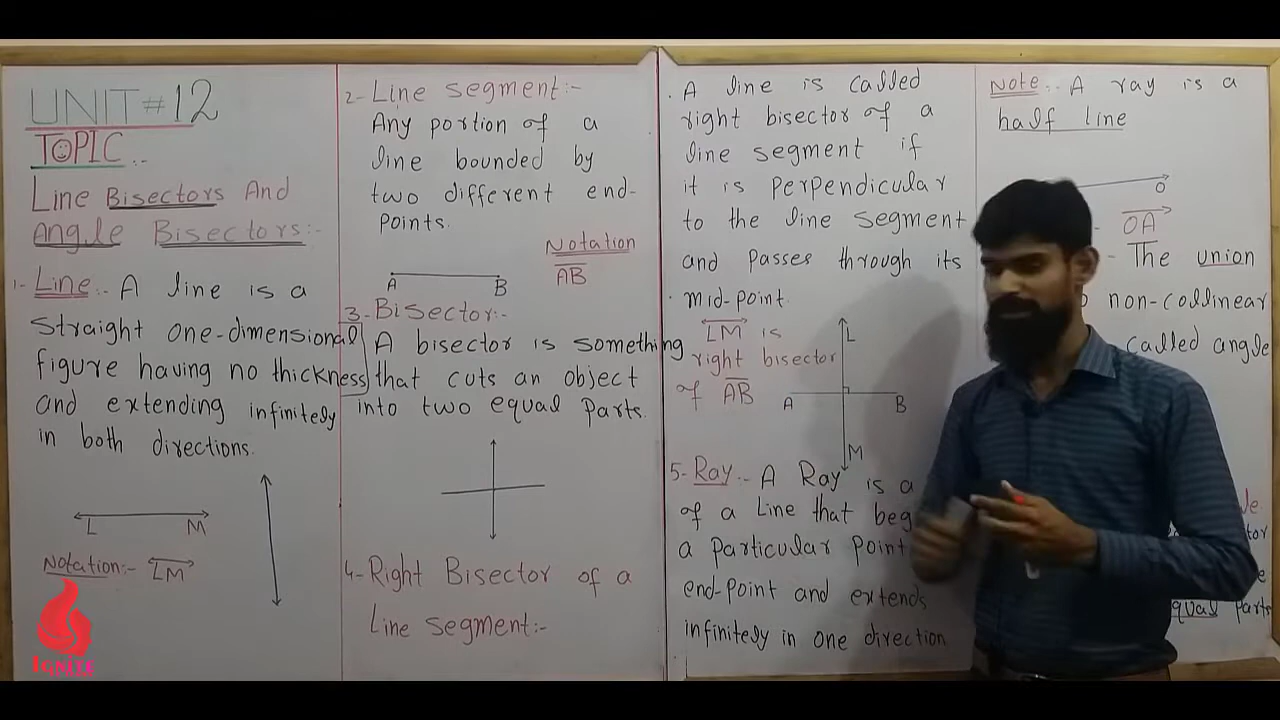 UNIT # 12
TOPIC :-
Line Bisectors And
Angle Bisectors:-
1- Line:- A line is a
straight one-dimensional
figure having no thickness
and extending infinitely
in both directions.
L M
Notation:- LM
IGNITE
2- Line segment:-
Any portion of a
line bounded by
two different end-
points.
Notation
AB
A B
3- Bisector:-
A bisector is something
that cuts an object
into two equal parts.
4- Right Bisector of a
Line segment:-
A line is called
right bisector of a
line segment if
it is perpendicular
to the line segment
and passes through its
mid-point.
LM is
right bisector
of AB
L
A B
M
5- Ray:- A Ray is a
of a Line that beg
a particular point
end-point and extends
infinitely in one direction
Note:- A ray is a
half line
O
OA
- The union
non-collinear
called angle
equal parts